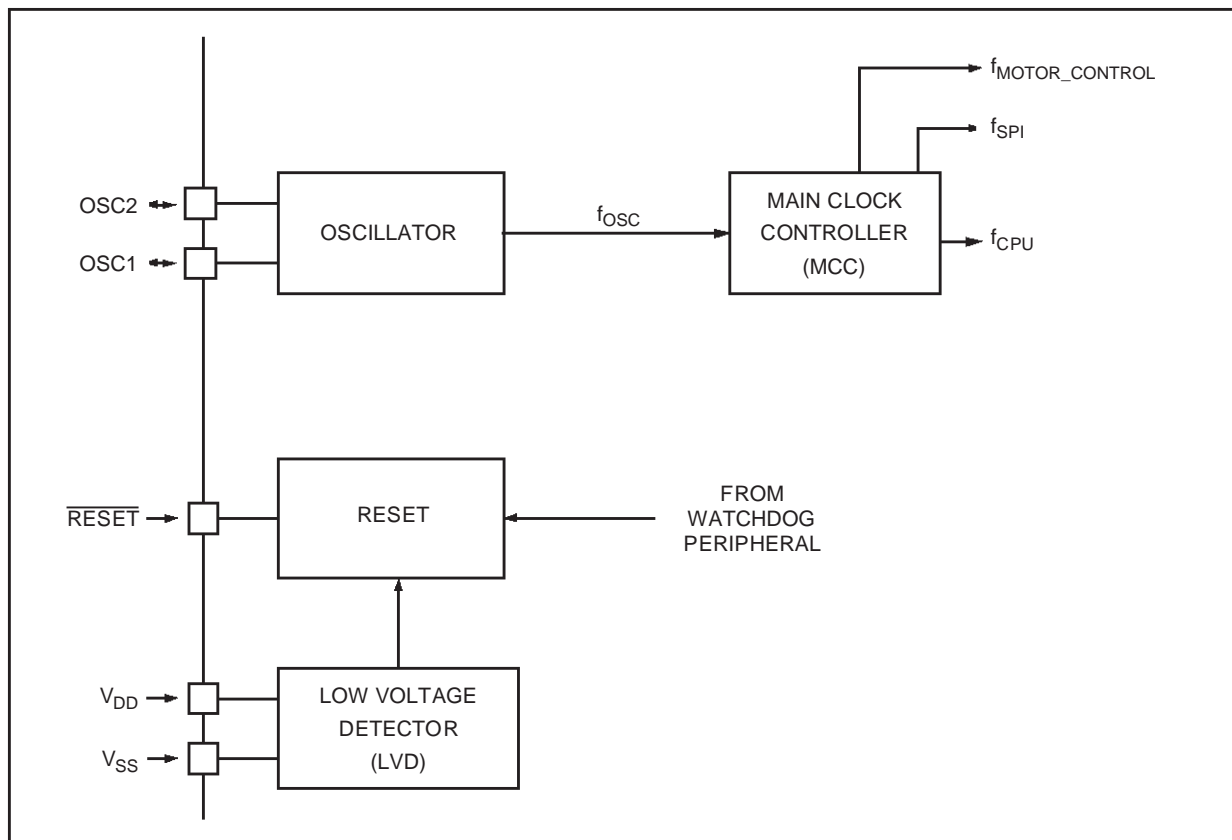 fMOTOR_CONTROL
fSPI
OSC2
OSC1
OSCILLATOR
fOSC
MAIN CLOCK
CONTROLLER
(MCC)
fCPU
RESET
RESET
FROM
WATCHDOG
PERIPHERAL
VDD
VSS
LOW VOLTAGE
DETECTOR
(LVD)